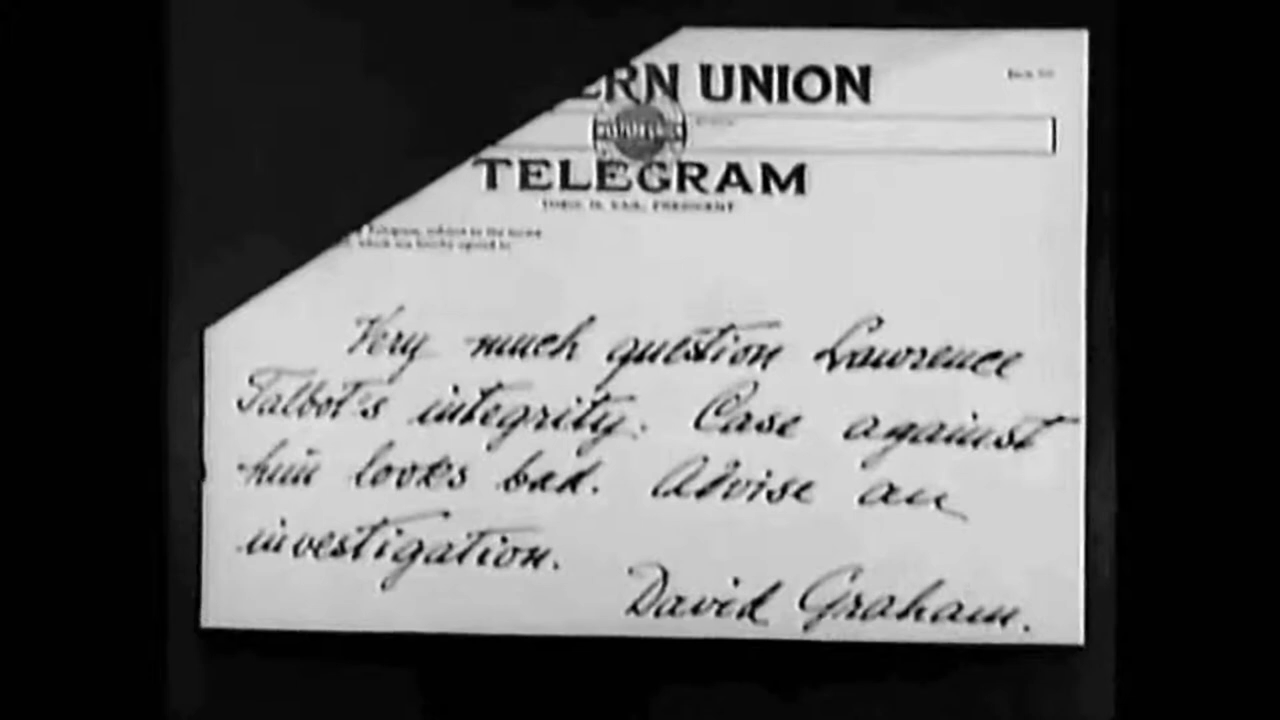 ERN UNION
TELEGRAM
PRESIDENT
Very much question Lawrence
Talbot's integrity. Case against
him looks bad. Advise an
investigation.
David Graham.